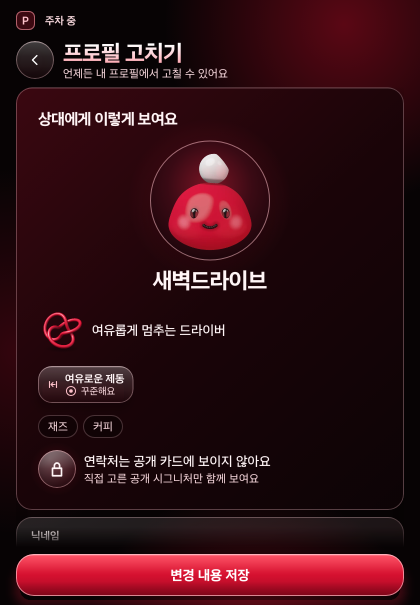 P 주차 중
프로필 고치기
언제든 내 프로필에서 고칠 수 있어요
상대에게 이렇게 보여요
새벽드라이브
여유롭게 멈추는 드라이버
여유로운 제동
꾸준해요
재즈 커피
연락처는 공개 카드에 보이지 않아요
직접 고른 공개 시그니처만 함께 보여요
닉네임
변경 내용 저장